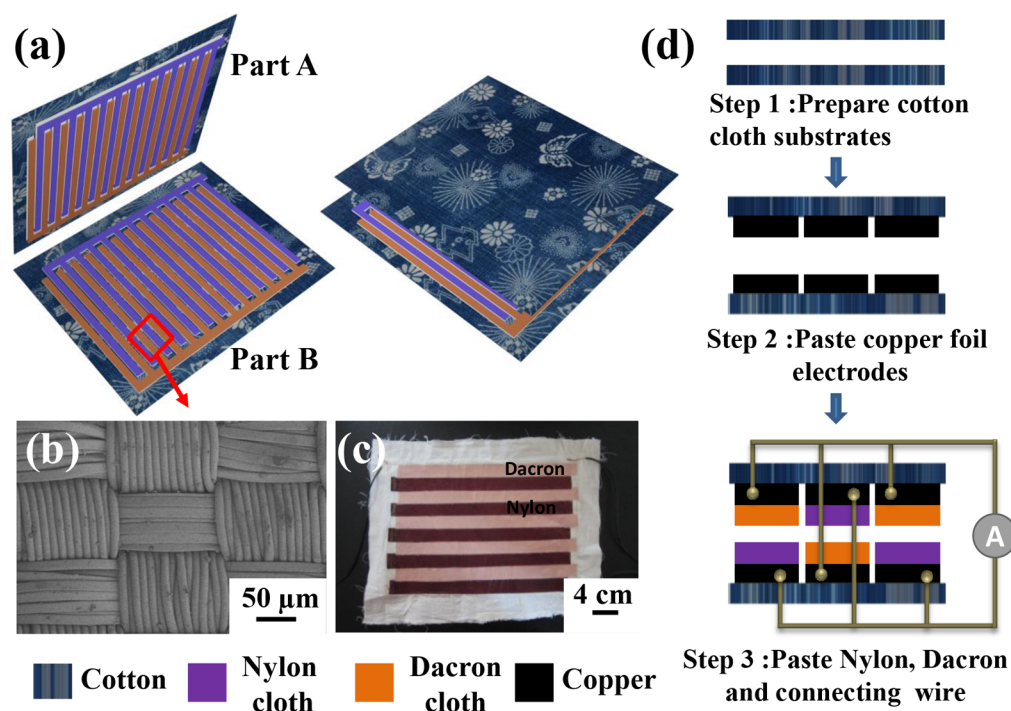 (a)
Part A
Part B
(b)
50 μm
(c)
Dacron
Nylon
4 cm
(d)
Step 1 :Prepare cotton
cloth substrates
Step 2 :Paste copper foil
electrodes
A
Step 3 :Paste Nylon, Dacron
and connecting wire
Cotton
Nylon
cloth
Dacron
cloth
Copper